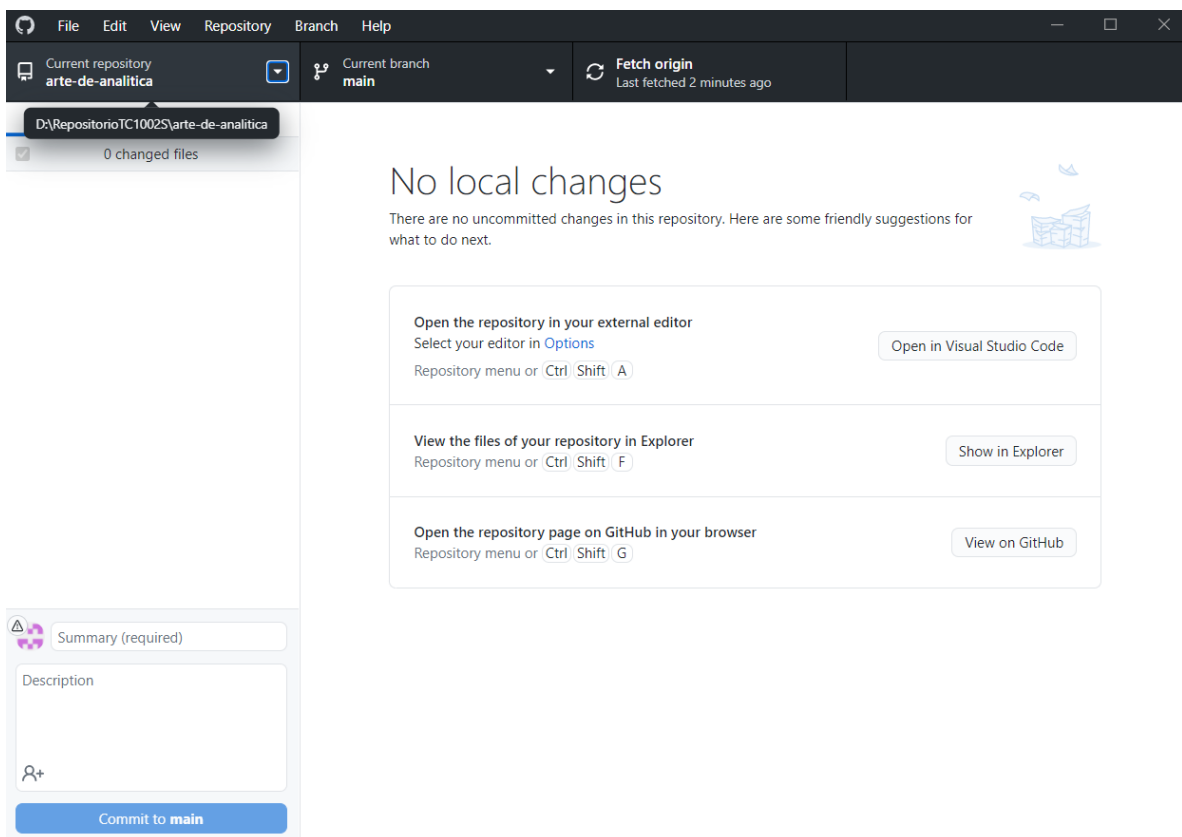 File Edit View Repository Branch Help
Current repository
arte-de-analitica
Current branch
main
Fetch origin
Last fetched 2 minutes ago
D:\RepositorioTC1002S\arte-de-analitica
0 changed files
No local changes
There are no uncommitted changes in this repository. Here are some friendly suggestions for
what to do next.
Open the repository in your external editor
Select your editor in Options
Repository menu or Ctrl Shift A
Open in Visual Studio Code
View the files of your repository in Explorer
Repository menu or Ctrl Shift F
Show in Explorer
Open the repository page on GitHub in your browser
Repository menu or Ctrl Shift G
View on GitHub
Summary (required)
Description
Commit to main